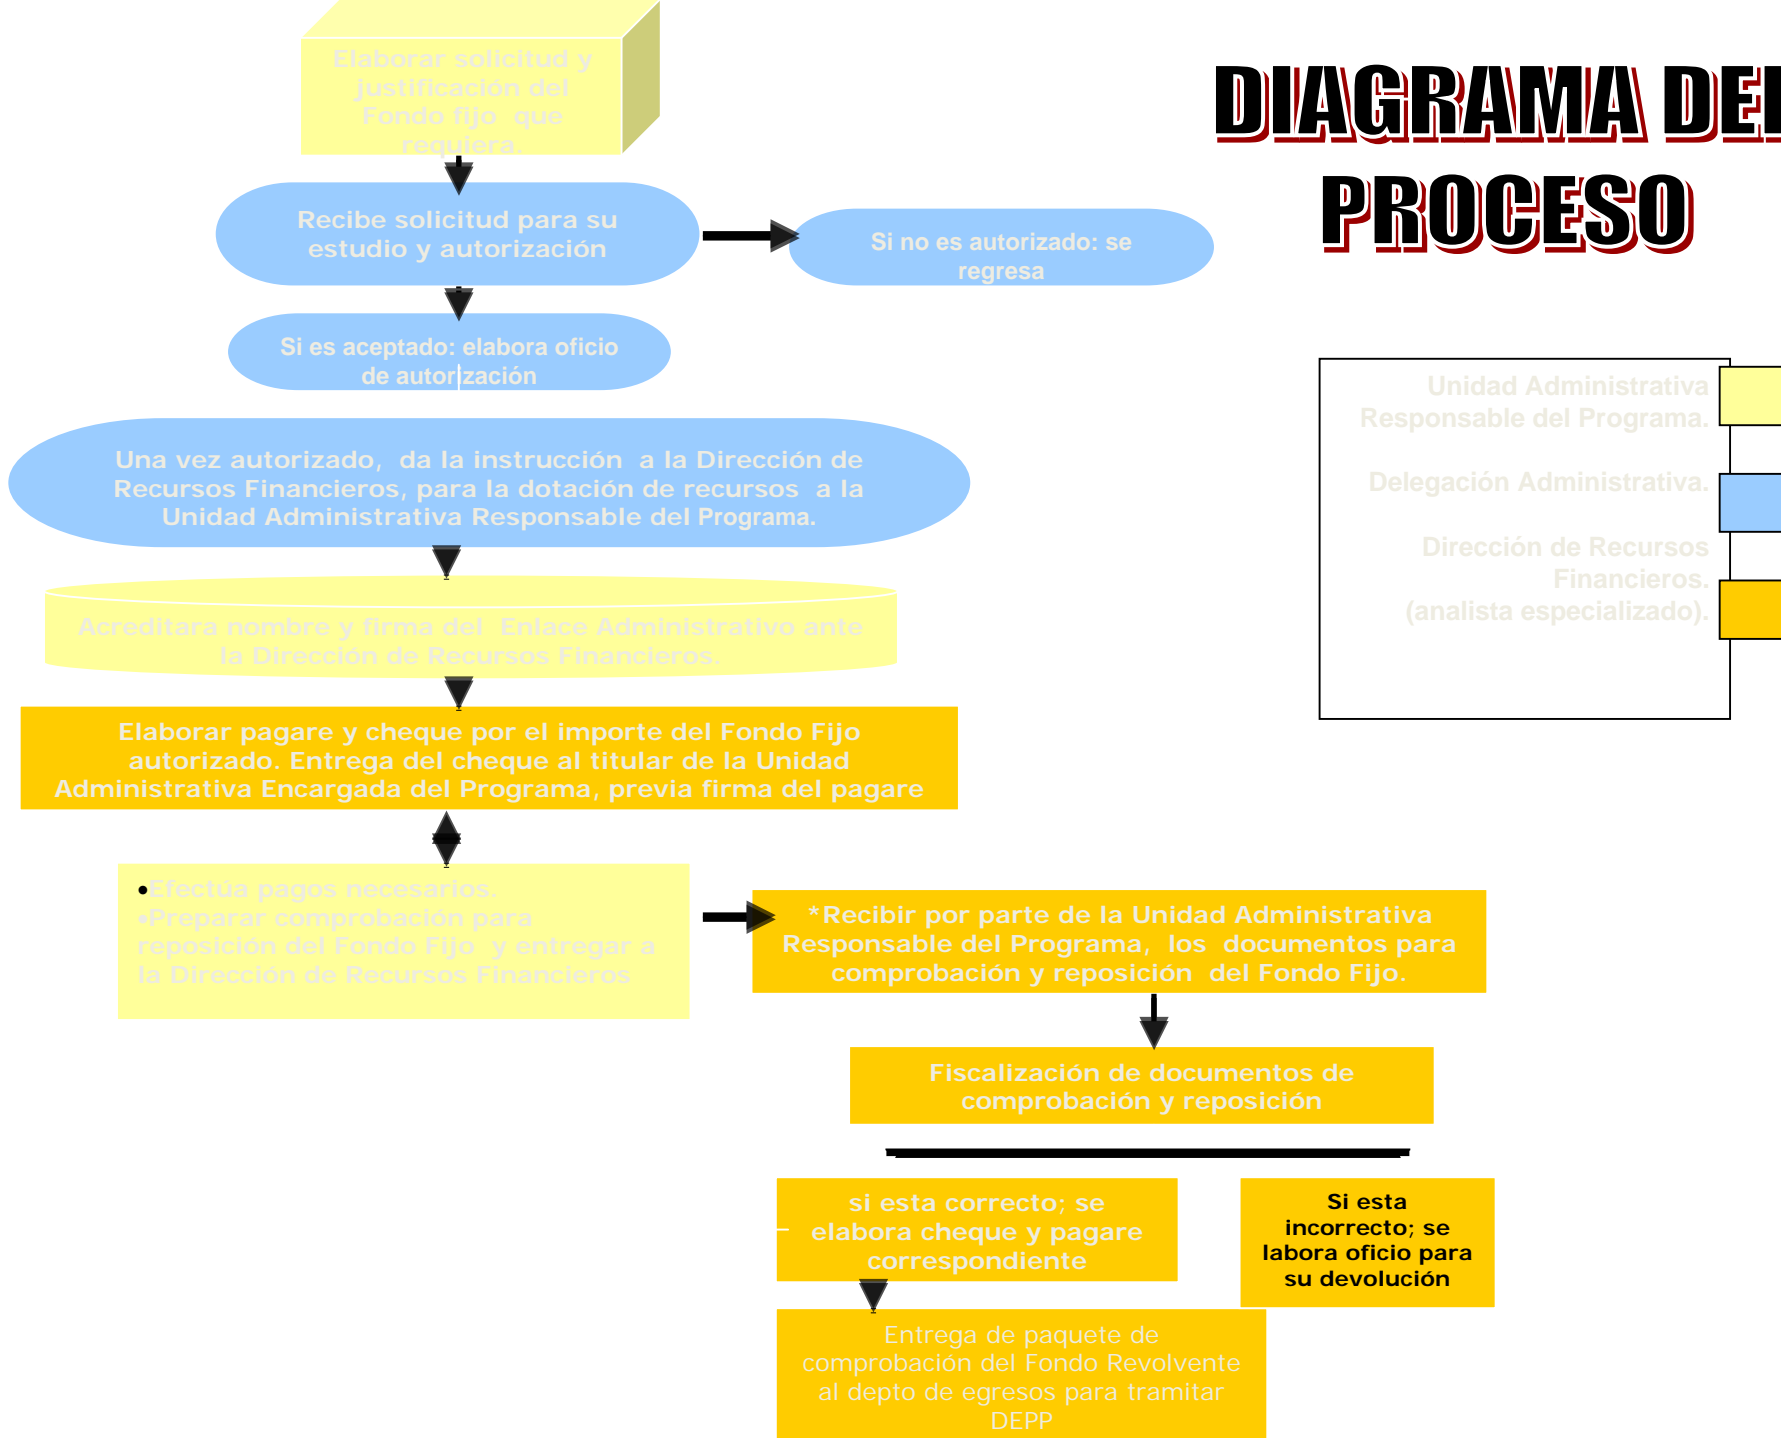 Elaborar solicitud y
justificación del
Fondo fijo que
requiera.
DIAGRAMA DEL
PROCESO
Recibe solicitud para su
estudio y autorización
Si no es autorizado: se
regresa
Si es aceptado: elabora oficio
de autorización
Una vez autorizado, da la instrucción a la Dirección de
Recursos Financieros, para la dotación de recursos a la
Unidad Administrativa Responsable del Programa.
Unidad Administrativa
Responsable del Programa.
Delegación Administrativa.
Dirección de Recursos
Financieros.
(analista especializado).
Acreditara nombre y firma del Enlace Administrativo ante
la Dirección de Recursos Financieros.
Elaborar pagare y cheque por el importe del Fondo Fijo
autorizado. Entrega del cheque al titular de la Unidad
Administrativa Encargada del Programa, previa firma del pagare
•Efectúa pagos necesarios.
•Preparar comprobación para
reposición del Fondo Fijo y entregar a
la Dirección de Recursos Financieros
*Recibir por parte de la Unidad Administrativa
Responsable del Programa, los documentos para
comprobación y reposición del Fondo Fijo.
Fiscalización de documentos de
comprobación y reposición
si esta correcto; se
elabora cheque y pagare
correspondiente
Si esta
incorrecto; se
labora oficio para
su devolución
Entrega de paquete de
comprobación del Fondo Revolvente
al depto de egresos para tramitar
DEPP